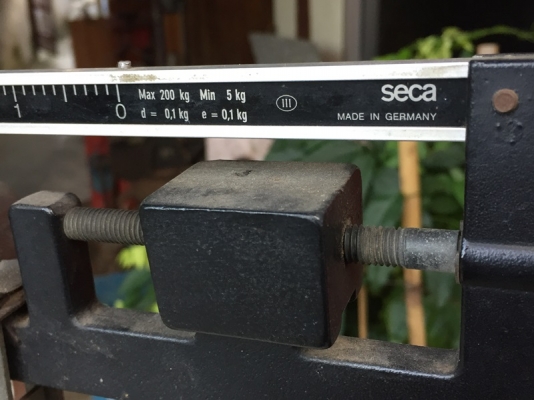 1 0
Max 200 kg Min 5 kg
d = 0,1 kg e = 0,1 kg
III
seca
MADE IN GERMANY